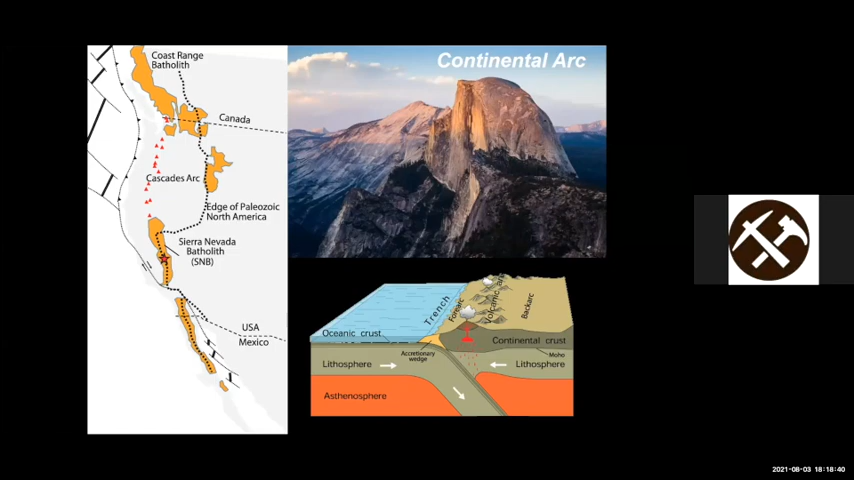 Coast Range
Batholith
Canada
Cascades Arc
Edge of Paleozoic
North America
Sierra Nevada
Batholith
(SNB)
USA
Mexico
Continental Arc
Trench
Forearc
Volcanic arc
Backarc
Oceanic crust
Accretionary
wedge
Continental crust
Moho
Lithosphere
Lithosphere
Asthenosphere
2021-08-03 18:18:40